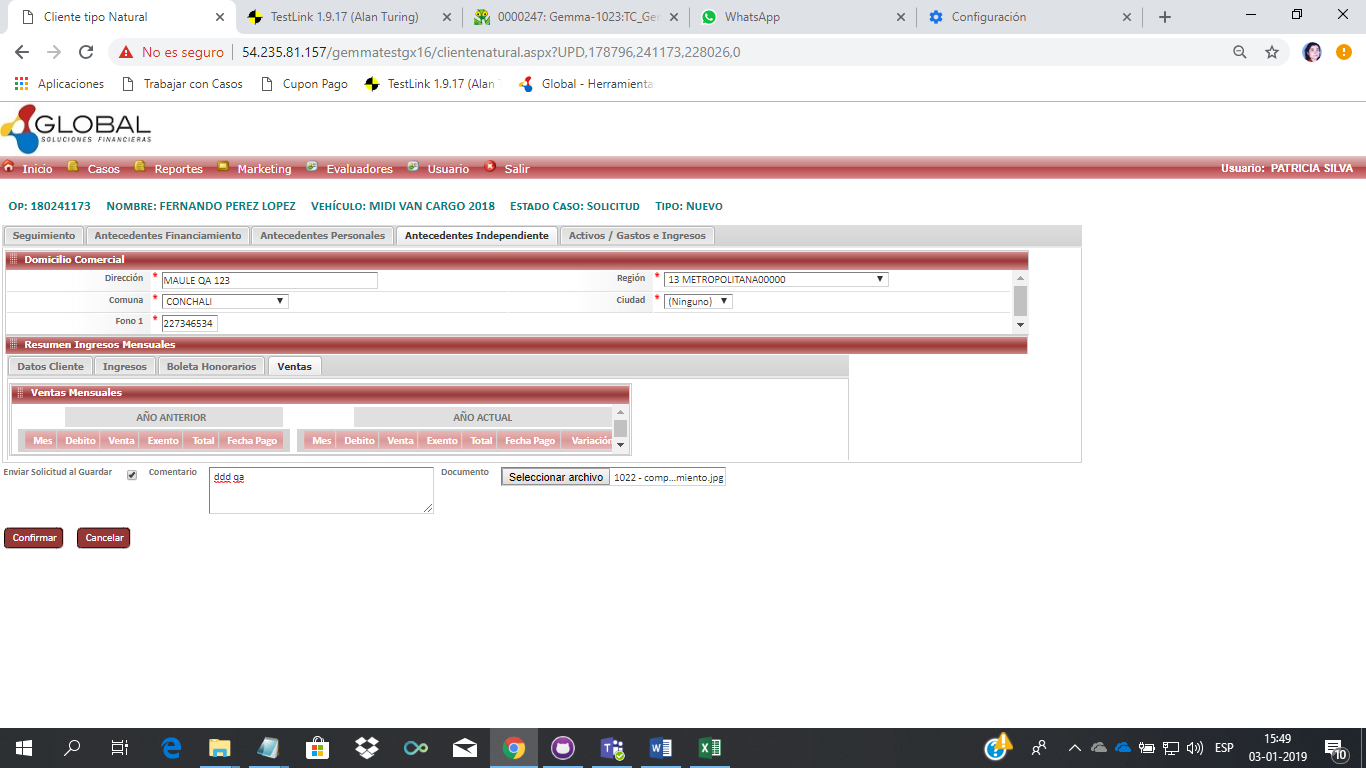 Cliente tipo Natural
TestLink 1.9.17 (Alan Turing)
0000247: Gemma-1023:TC_Ge
WhatsApp
Configuración
No es seguro 54.235.81.157/gemmatestgx16/clientenatural.aspx?UPD,178796,241173,228026,0
Aplicaciones Trabajar con Casos Cupon Pago TestLink 1.9.17 (Alan Global - Herramienta
GLOBAL
SOLUCIONES FINANCIERAS
Inicio Casos Reportes Marketing Evaluadores Usuario Salir Usuario: PATRICIA SILVA
Op: 180241173 Nombre: FERNANDO PEREZ LOPEZ Vehículo: MIDI VAN CARGO 2018 Estado Caso: Solicitud Tipo: Nuevo
Seguimiento Antecedentes Financiamiento Antecedentes Personales Antecedentes Independiente Activos / Gastos e Ingresos
Domicilio Comercial
Dirección * MAULE QA 123 Región * 13 METROPOLITANA00000
Comuna * CONCHALI Ciudad * (Ninguno)
Fono 1 * 227346534
Resumen Ingresos Mensuales
Datos Cliente Ingresos Boleta Honorarios Ventas
Ventas Mensuales
AÑO ANTERIOR AÑO ACTUAL
Mes Debito Venta Exento Total Fecha Pago Mes Debito Venta Exento Total Fecha Pago Variación
Enviar Solicitud al Guardar Comentario ddd qa Documento Seleccionar archivo 1022 - comp...miento.jpg
Confirmar Cancelar
ESP
15:49
03-01-2019
10